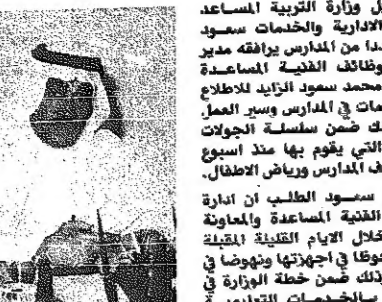 ل وزارة التربية المساعد
الادارية والخدمات سعود
دا من المدارس يرافقه مدير
وظائف الفنية المساعدة
محمد سعود الزايد للاطلاع
مات في المدارس وسير العمل.
ك ضمن سلسلة الجولات
التي يقوم بها منذ اسبوع
ف المدارس ورياض الاطفال.
سعود الطلب ان ادارة
الفنية المساعدة والمعاونة
خلال الايام القليلة المقبلة
وظا في اجهزتها ونهوضا في
ذلك ضمن خطة الوزارة في